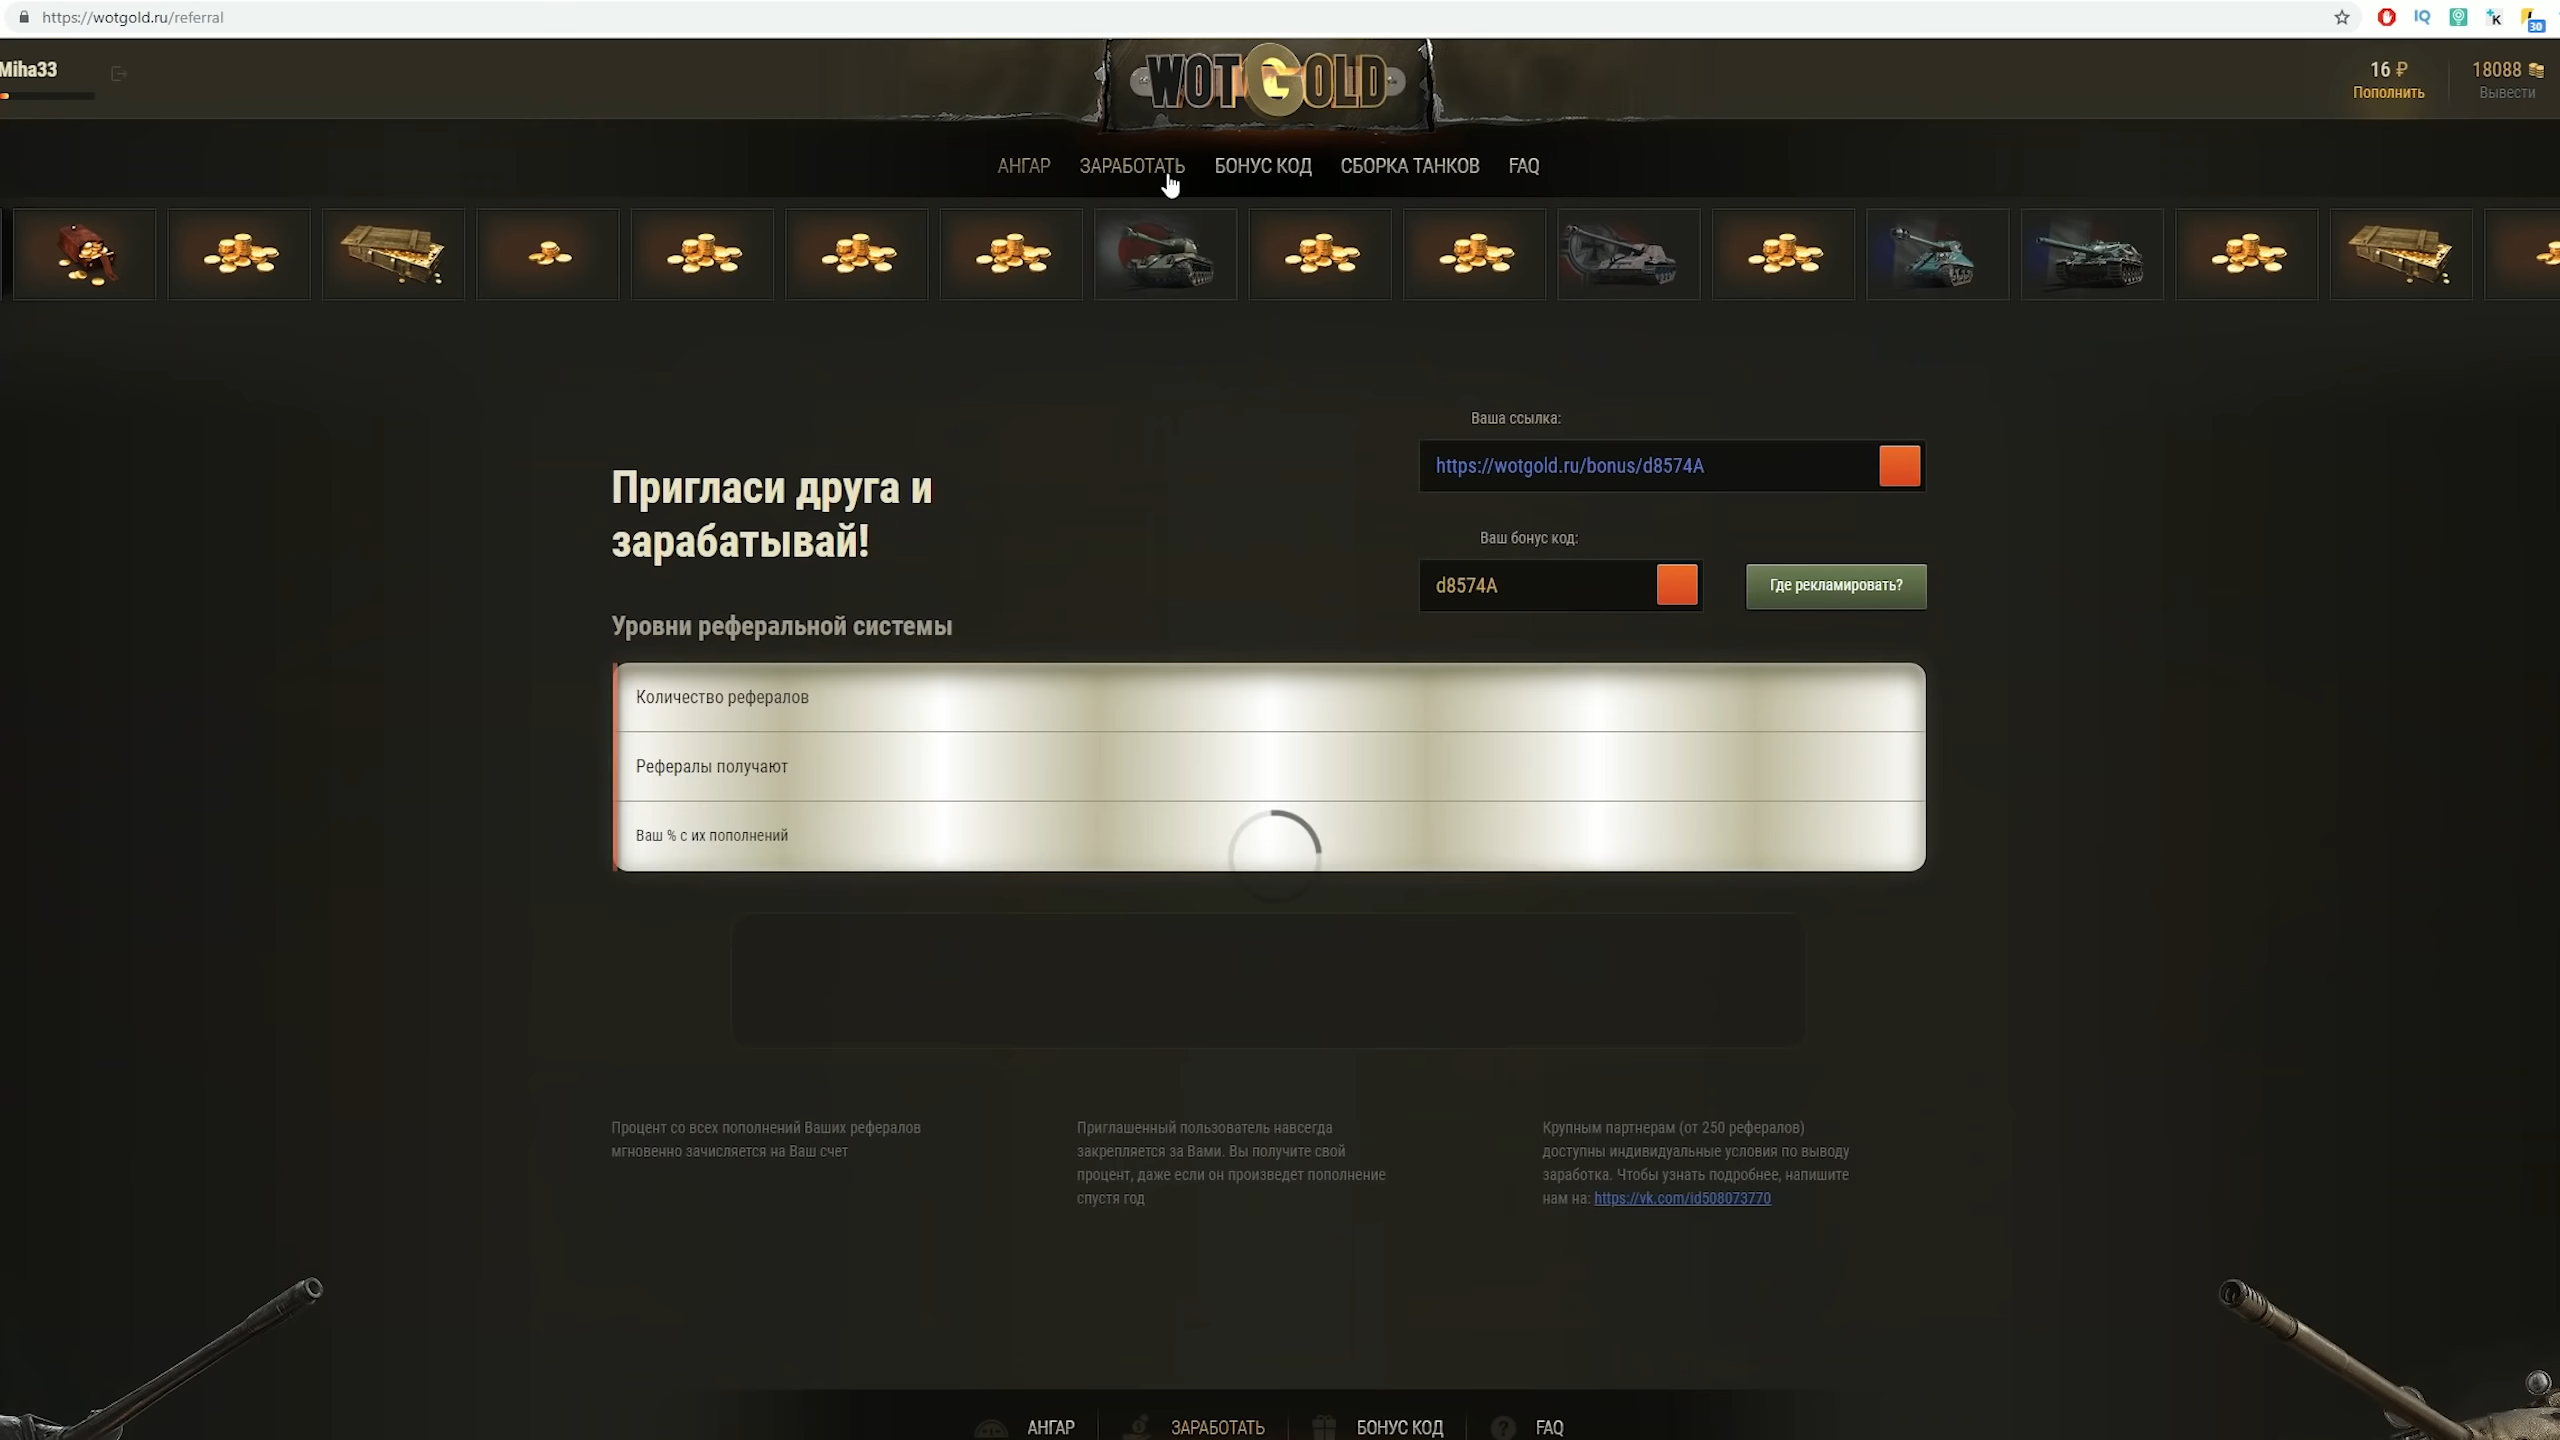 https://wotgold.ru/referral
IQ
K
30
Miha33
WOTGOLD
16 ₽
Пополнить
18088
Вывести
АНГАР
ЗАРАБОТАТЬ
БОНУС КОД
СБОРКА ТАНКОВ
FAQ
Ваша ссылка:
https://wotgold.ru/bonus/d8574A
Пригласи друга и
зарабатывай!
Ваш бонус код:
d8574A
Где рекламировать?
Уровни реферальной системы
Количество рефералов
Рефералы получают
Ваш % с их пополнений
Процент со всех пополнений Ваших рефералов
мгновенно зачисляется на Ваш счет
Приглашенный пользователь навсегда
закрепляется за Вами. Вы получите свой
процент, даже если он произведет пополнение
спустя год
Крупным партнерам (от 250 рефералов)
доступны индивидуальные условия по выводу
заработка. Чтобы узнать подробнее, напишите
нам на: https://vk.com/id508073770
АНГАР
ЗАРАБОТАТЬ
БОНУС КОД
FAQ